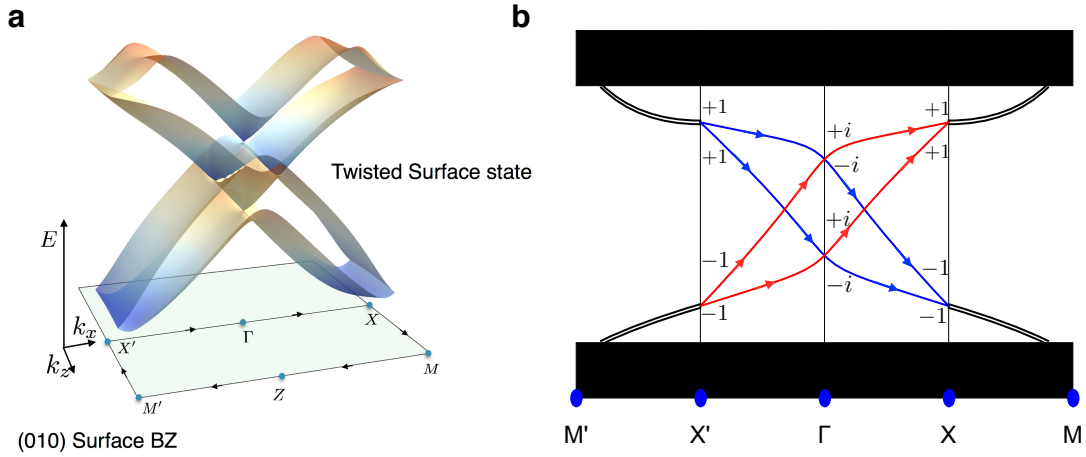 a
b
Twisted Surface state
E
k_x
k_z
X'
Γ
X
M
Z
M'
(010) Surface BZ
+1
+1
+i
+1
+1
−i
+i
−1
−1
−1
−i
−1
M'
X'
Γ
X
M